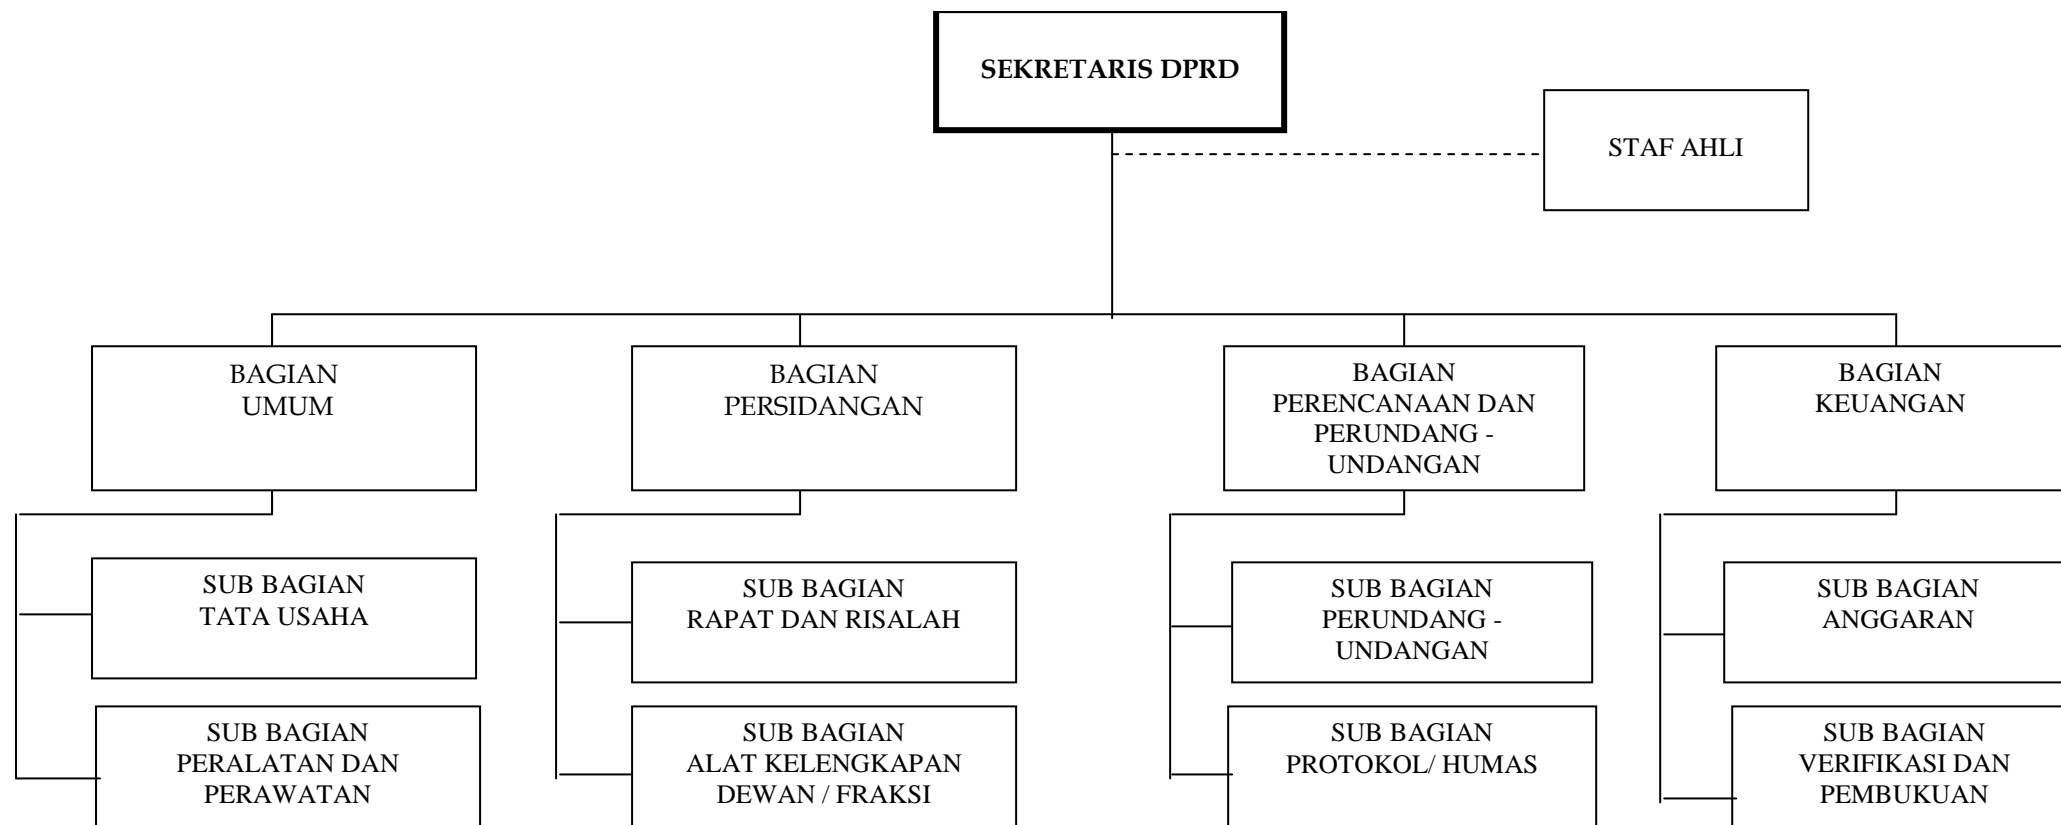 SEKRETARIS DPRD
STAF AHLI
BAGIAN
UMUM
BAGIAN
PERSIDANGAN
BAGIAN
PERENCANAAN DAN
PERUNDANG -
UNDANGAN
BAGIAN
KEUANGAN
SUB BAGIAN
TATA USAHA
SUB BAGIAN
RAPAT DAN RISALAH
SUB BAGIAN
PERUNDANG -
UNDANGAN
SUB BAGIAN
ANGGARAN
SUB BAGIAN
PERALATAN DAN
PERAWATAN
SUB BAGIAN
ALAT KELENGKAPAN
DEWAN / FRAKSI
SUB BAGIAN
PROTOKOL/ HUMAS
SUB BAGIAN
VERIFIKASI DAN
PEMBUKUAN